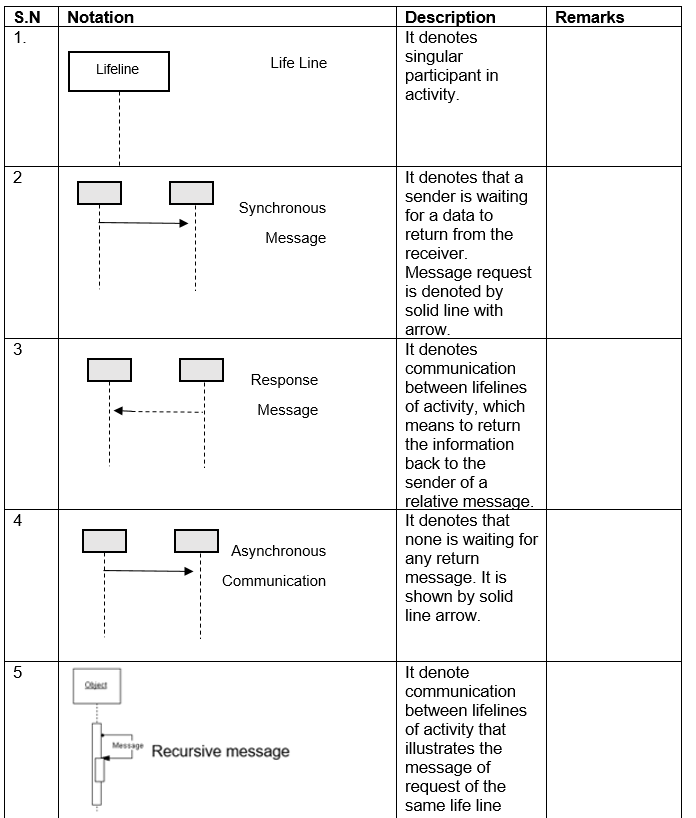 S.N Notation Description Remarks
1.
Lifeline
Life Line
It denotes
singular
participant in
activity.
2
Synchronous
Message
It denotes that a
sender is waiting
for a data to
return from the
receiver.
Message request
is denoted by
solid line with
arrow.
3
Response
Message
It denotes
communication
between lifelines
of activity, which
means to return
the information
back to the
sender of a
relative message.
4
Asynchronous
Communication
It denotes that
none is waiting for
any return
message. It is
shown by solid
line arrow.
5
Object
Message
Recursive message
It denote
communication
between lifelines
of activity that
illustrates the
message of
request of the
same life line